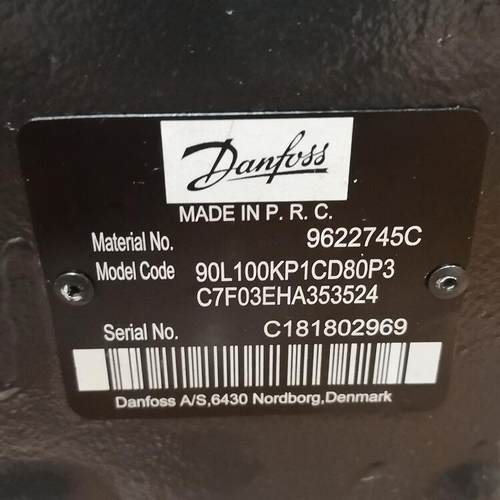 Danfoss
MADE IN P. R. C.
Material No. 9622745C
Model Code 90L100KP1CD80P3
C7F03EHA353524
Serial No. C181802969
Danfoss A/S,6430 Nordborg,Denmark